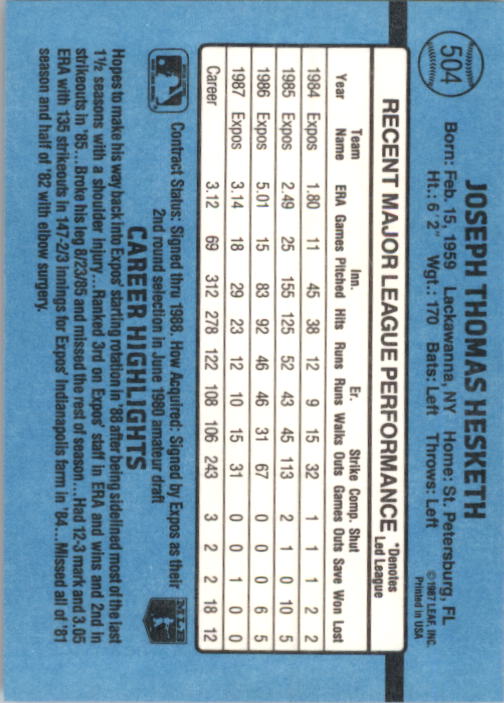 504
JOSEPH THOMAS HESKETH
Born: Feb. 15, 1959 Lackawanna, NY Home: St. Petersburg, FL
Ht.: 6'2" Wgt.: 170 Bats: Left Throws: Left
©1987 LEAF, INC.
Printed in USA
RECENT MAJOR LEAGUE PERFORMANCE *Denotes Led League
Team Inn. Er. Strike Comp. Shut
Year Name ERA Games Pitched Hits Runs Runs Walks Outs Games Outs Save Won Lost
1984 Expos 1.80 11 45 38 12 9 15 32 1 1 1 2 2
1985 Expos 2.49 25 155 125 52 43 45 113 2 1 0 10 5
1986 Expos 5.01 15 83 92 46 46 31 67 0 0 0 6 5
1987 Expos 3.14 18 29 23 12 10 15 31 0 0 1 0 0
Career 3.12 69 312 278 122 108 106 243 3 2 2 18 12
Contract Status: Signed thru 1988. How Acquired: Signed by Expos as their
2nd round selection in June 1980 amateur draft
MLB
CAREER HIGHLIGHTS
Hopes to make his way back into Expos' starting rotation in '88 after being sidelined most of the last
1½ seasons with a shoulder injury...Ranked 3rd on Expos' staff in ERA and wins and 2nd in
strikeouts in '85...Broke his leg 8/23/85 and missed the rest of season...Had 12-3 mark and 3.05
ERA with 135 strikeouts in 147-2/3 innings for Expos' Indianapolis farm in '84...Missed all of '81
season and half of '82 with elbow surgery.